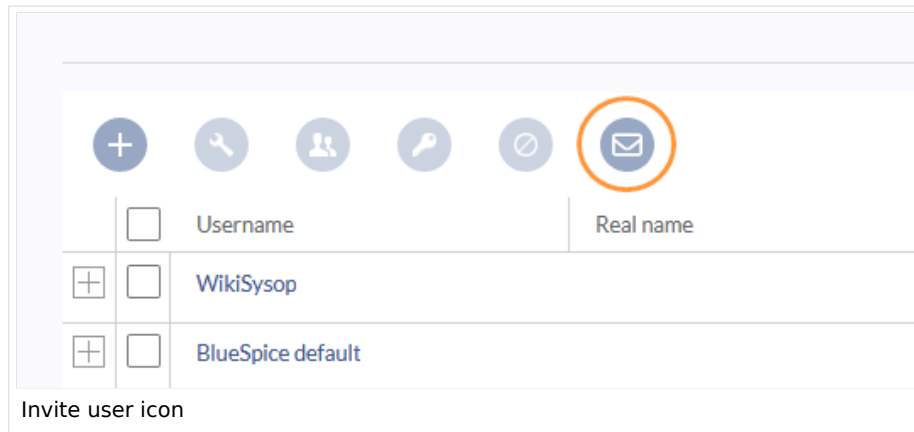 Username Real name
WikiSysop
BlueSpice default
Invite user icon